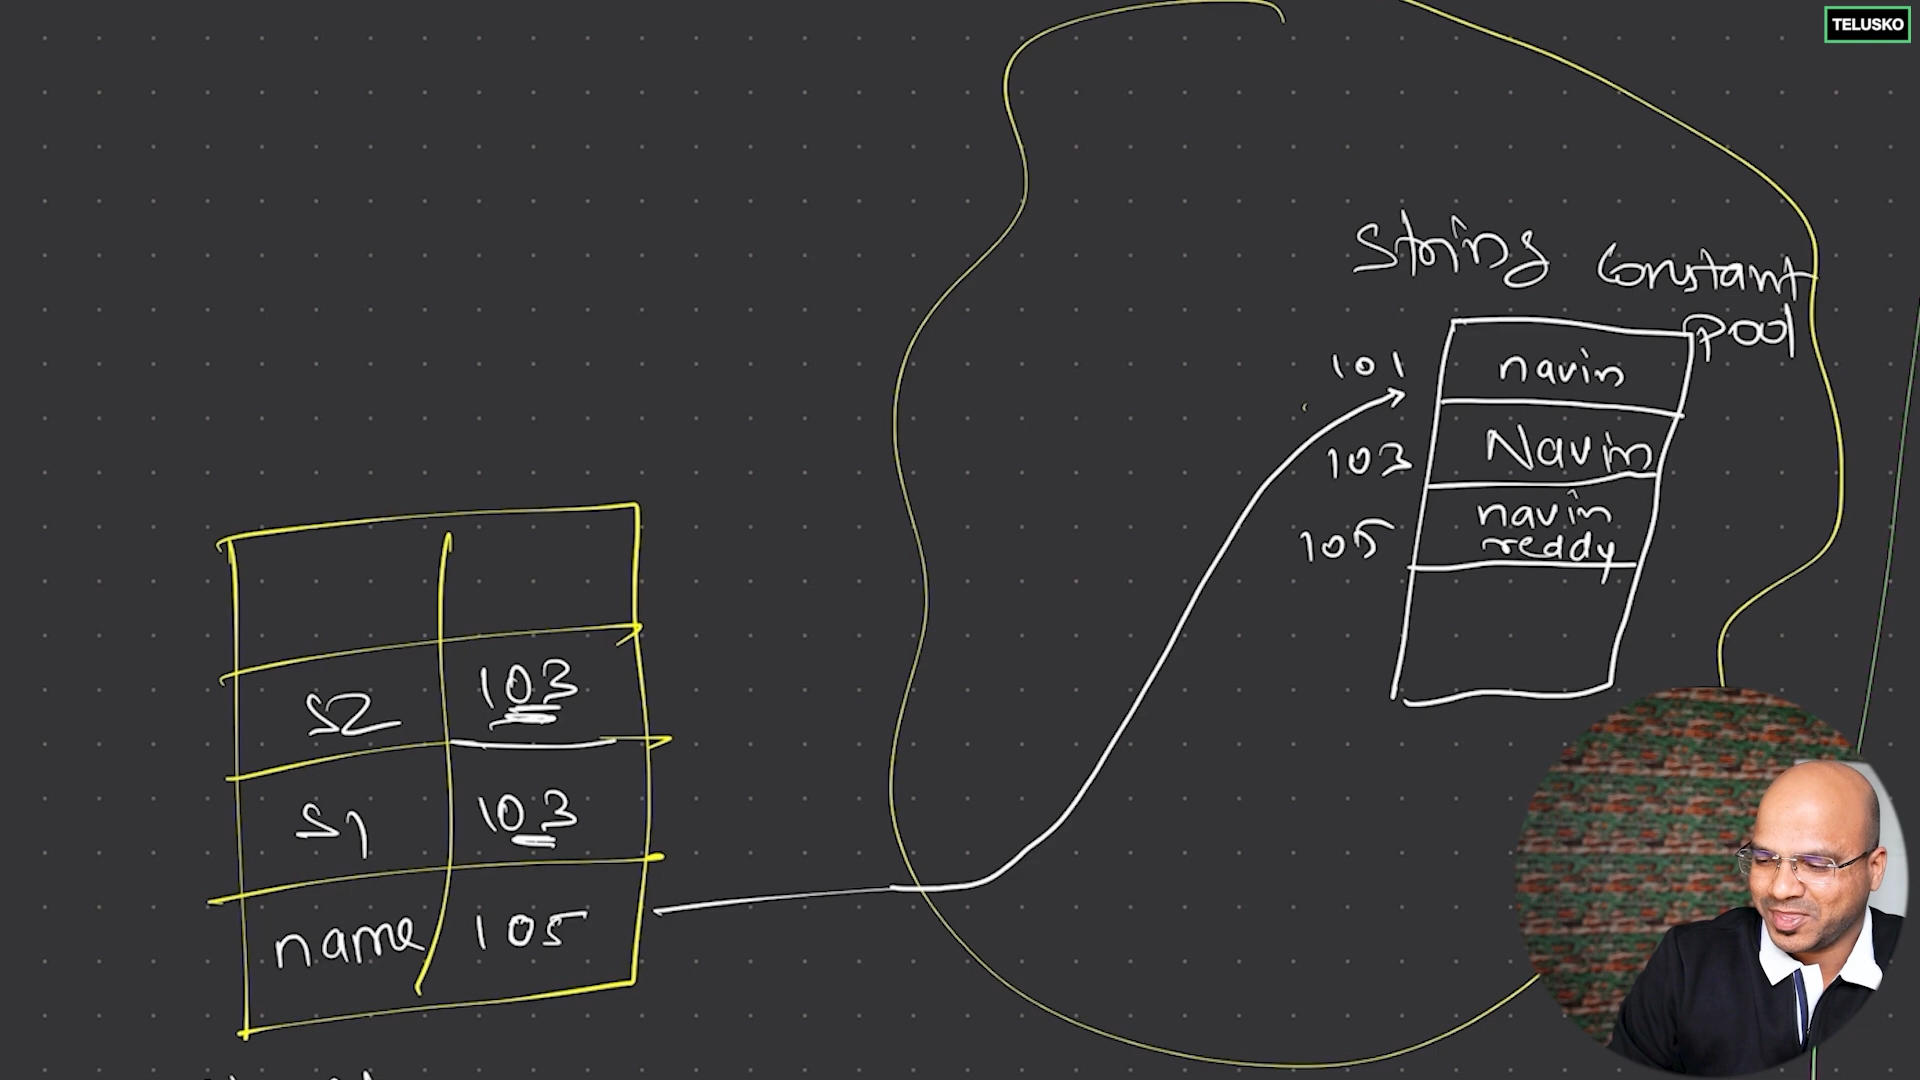 TELUSKO
String Constant
pool
101 navin
103 Navin
105 navin
reddy
S2 103
S1 103
name 105